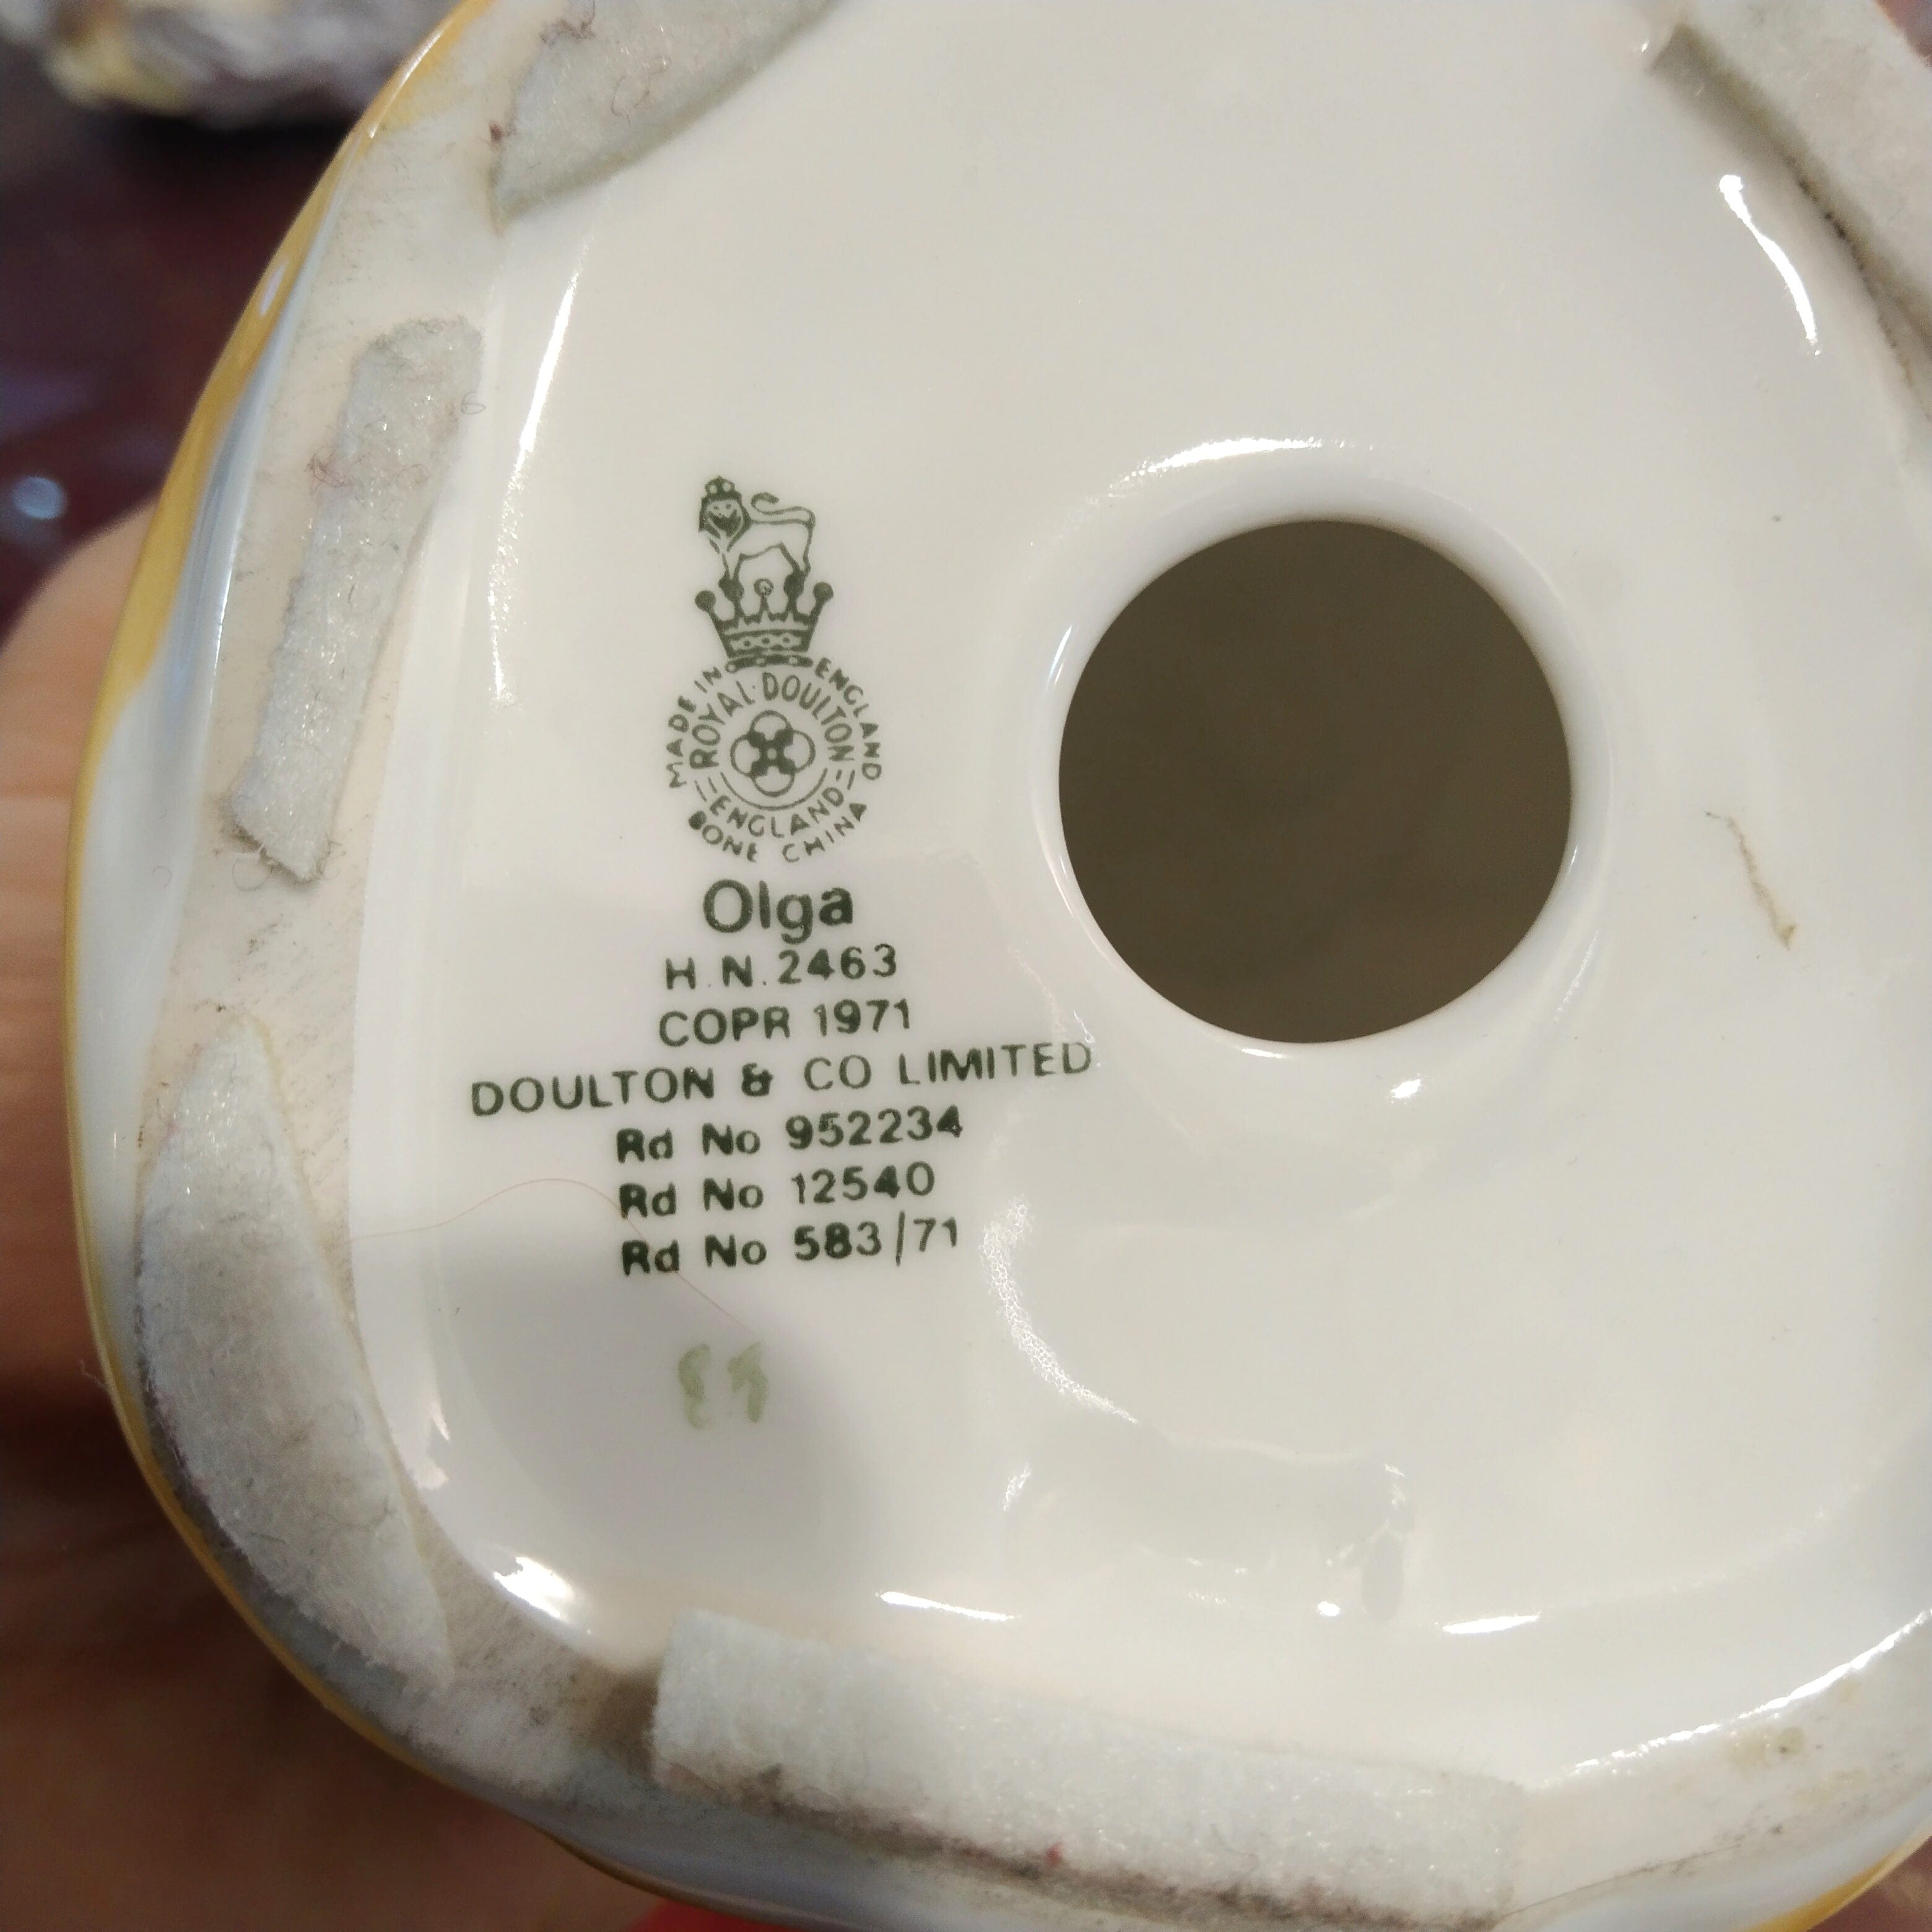 MADE IN ENGLAND
ROYAL·DOULTON
ENGLAND
BONE CHINA
Olga
H.N.2463
COPR 1971
DOULTON & CO LIMITED
Rd No 952234
Rd No 12540
Rd No 583/71